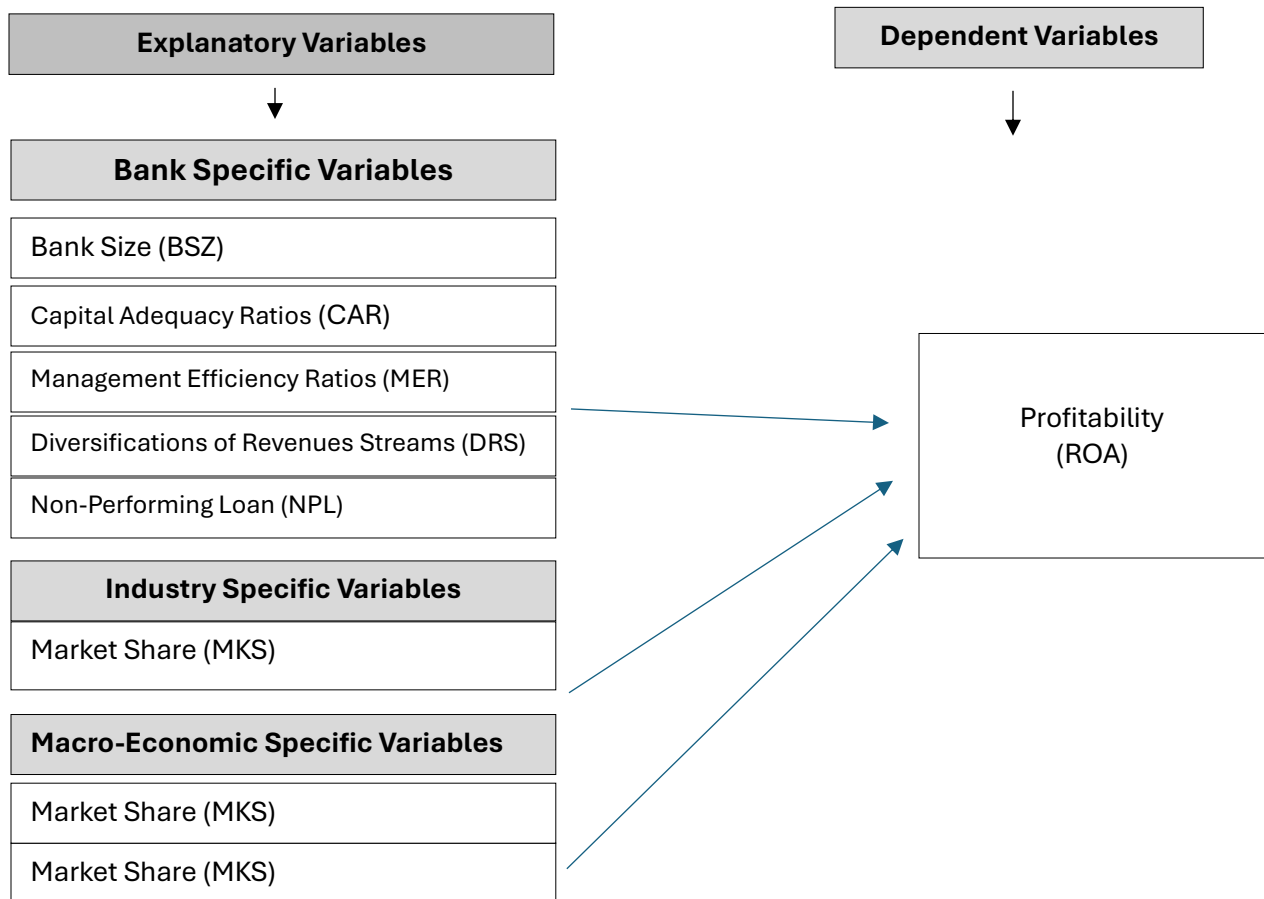 Explanatory Variables
Dependent Variables
Bank Specific Variables
Bank Size (BSZ)
Capital Adequacy Ratios (CAR)
Management Efficiency Ratios (MER)
Diversifications of Revenues Streams (DRS)
Non-Performing Loan (NPL)
Industry Specific Variables
Market Share (MKS)
Macro-Economic Specific Variables
Market Share (MKS)
Market Share (MKS)
Profitability
(ROA)